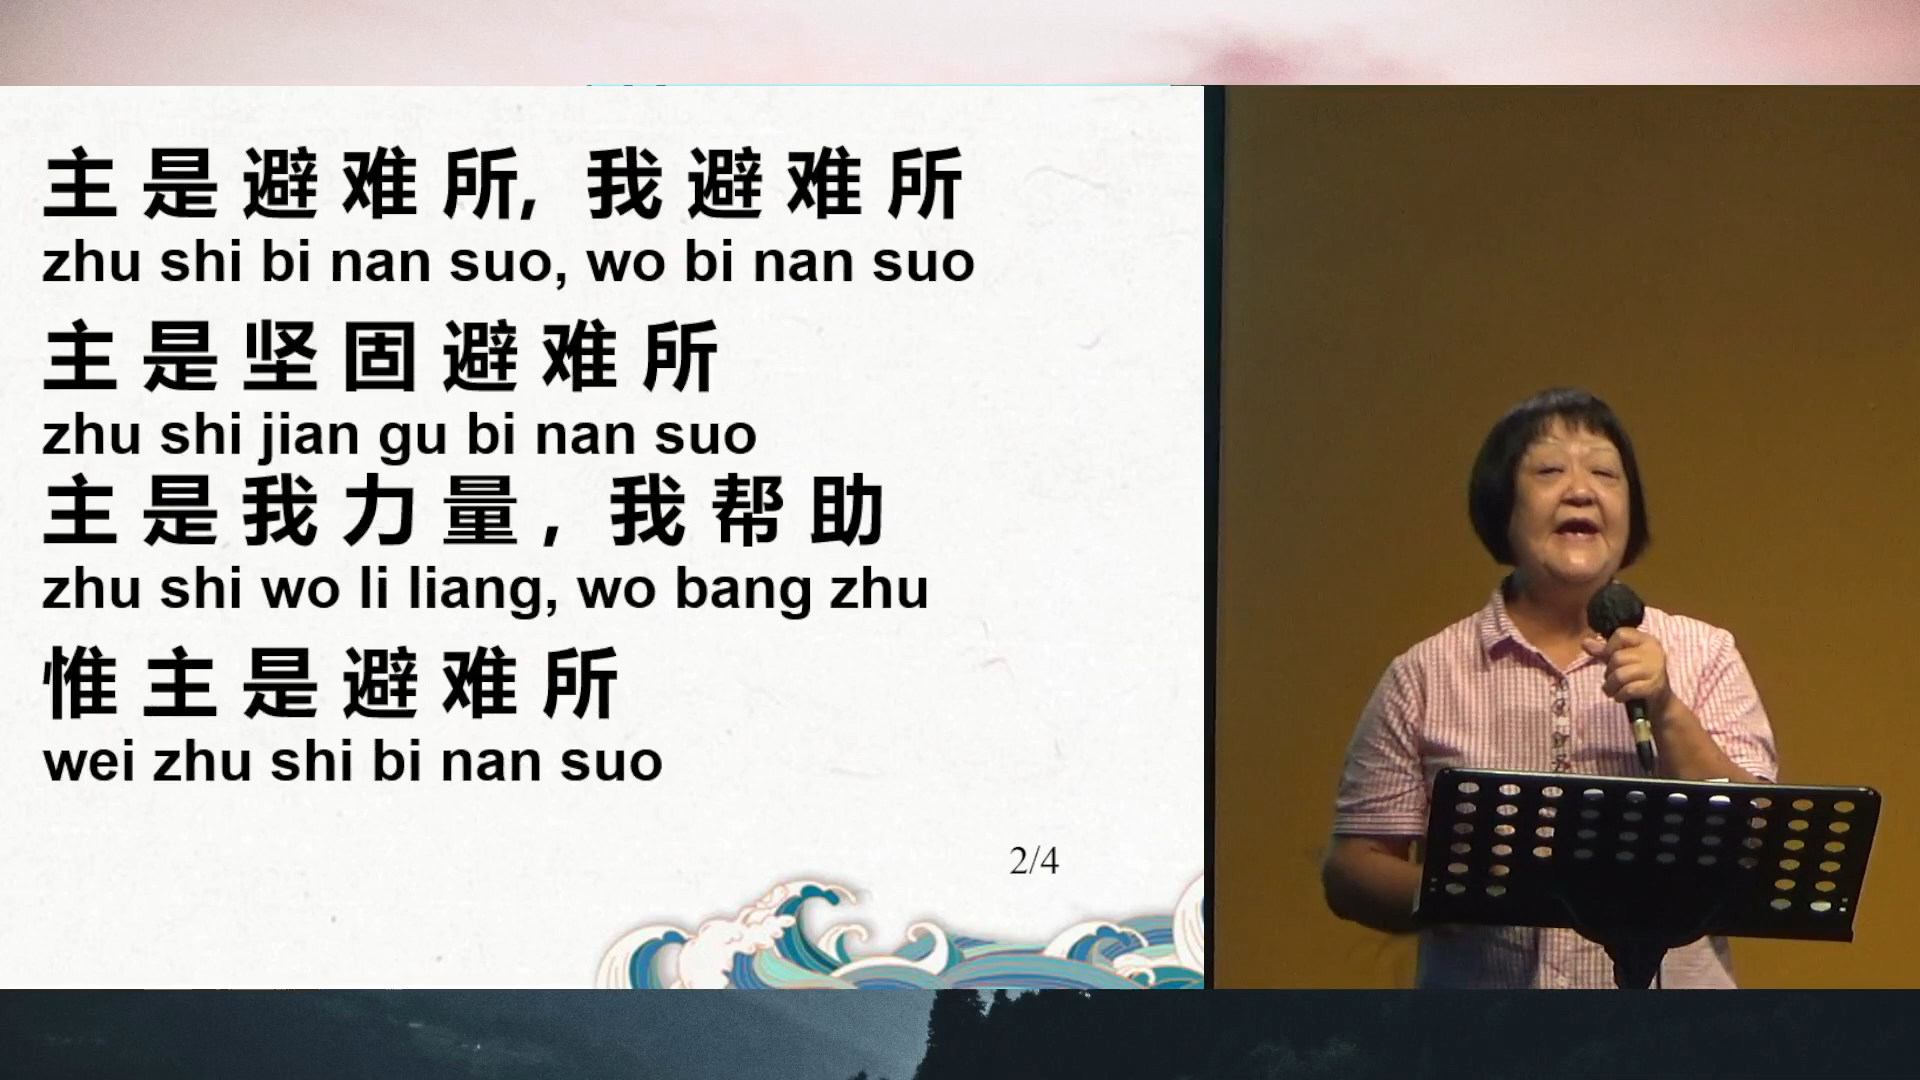 主 是 避 难 所, 我 避 难 所
zhu shi bi nan suo, wo bi nan suo
主 是 坚 固 避 难 所
zhu shi jian gu bi nan suo
主 是 我 力 量 , 我 帮 助
zhu shi wo li liang, wo bang zhu
惟 主 是 避 难 所
wei zhu shi bi nan suo
2/4